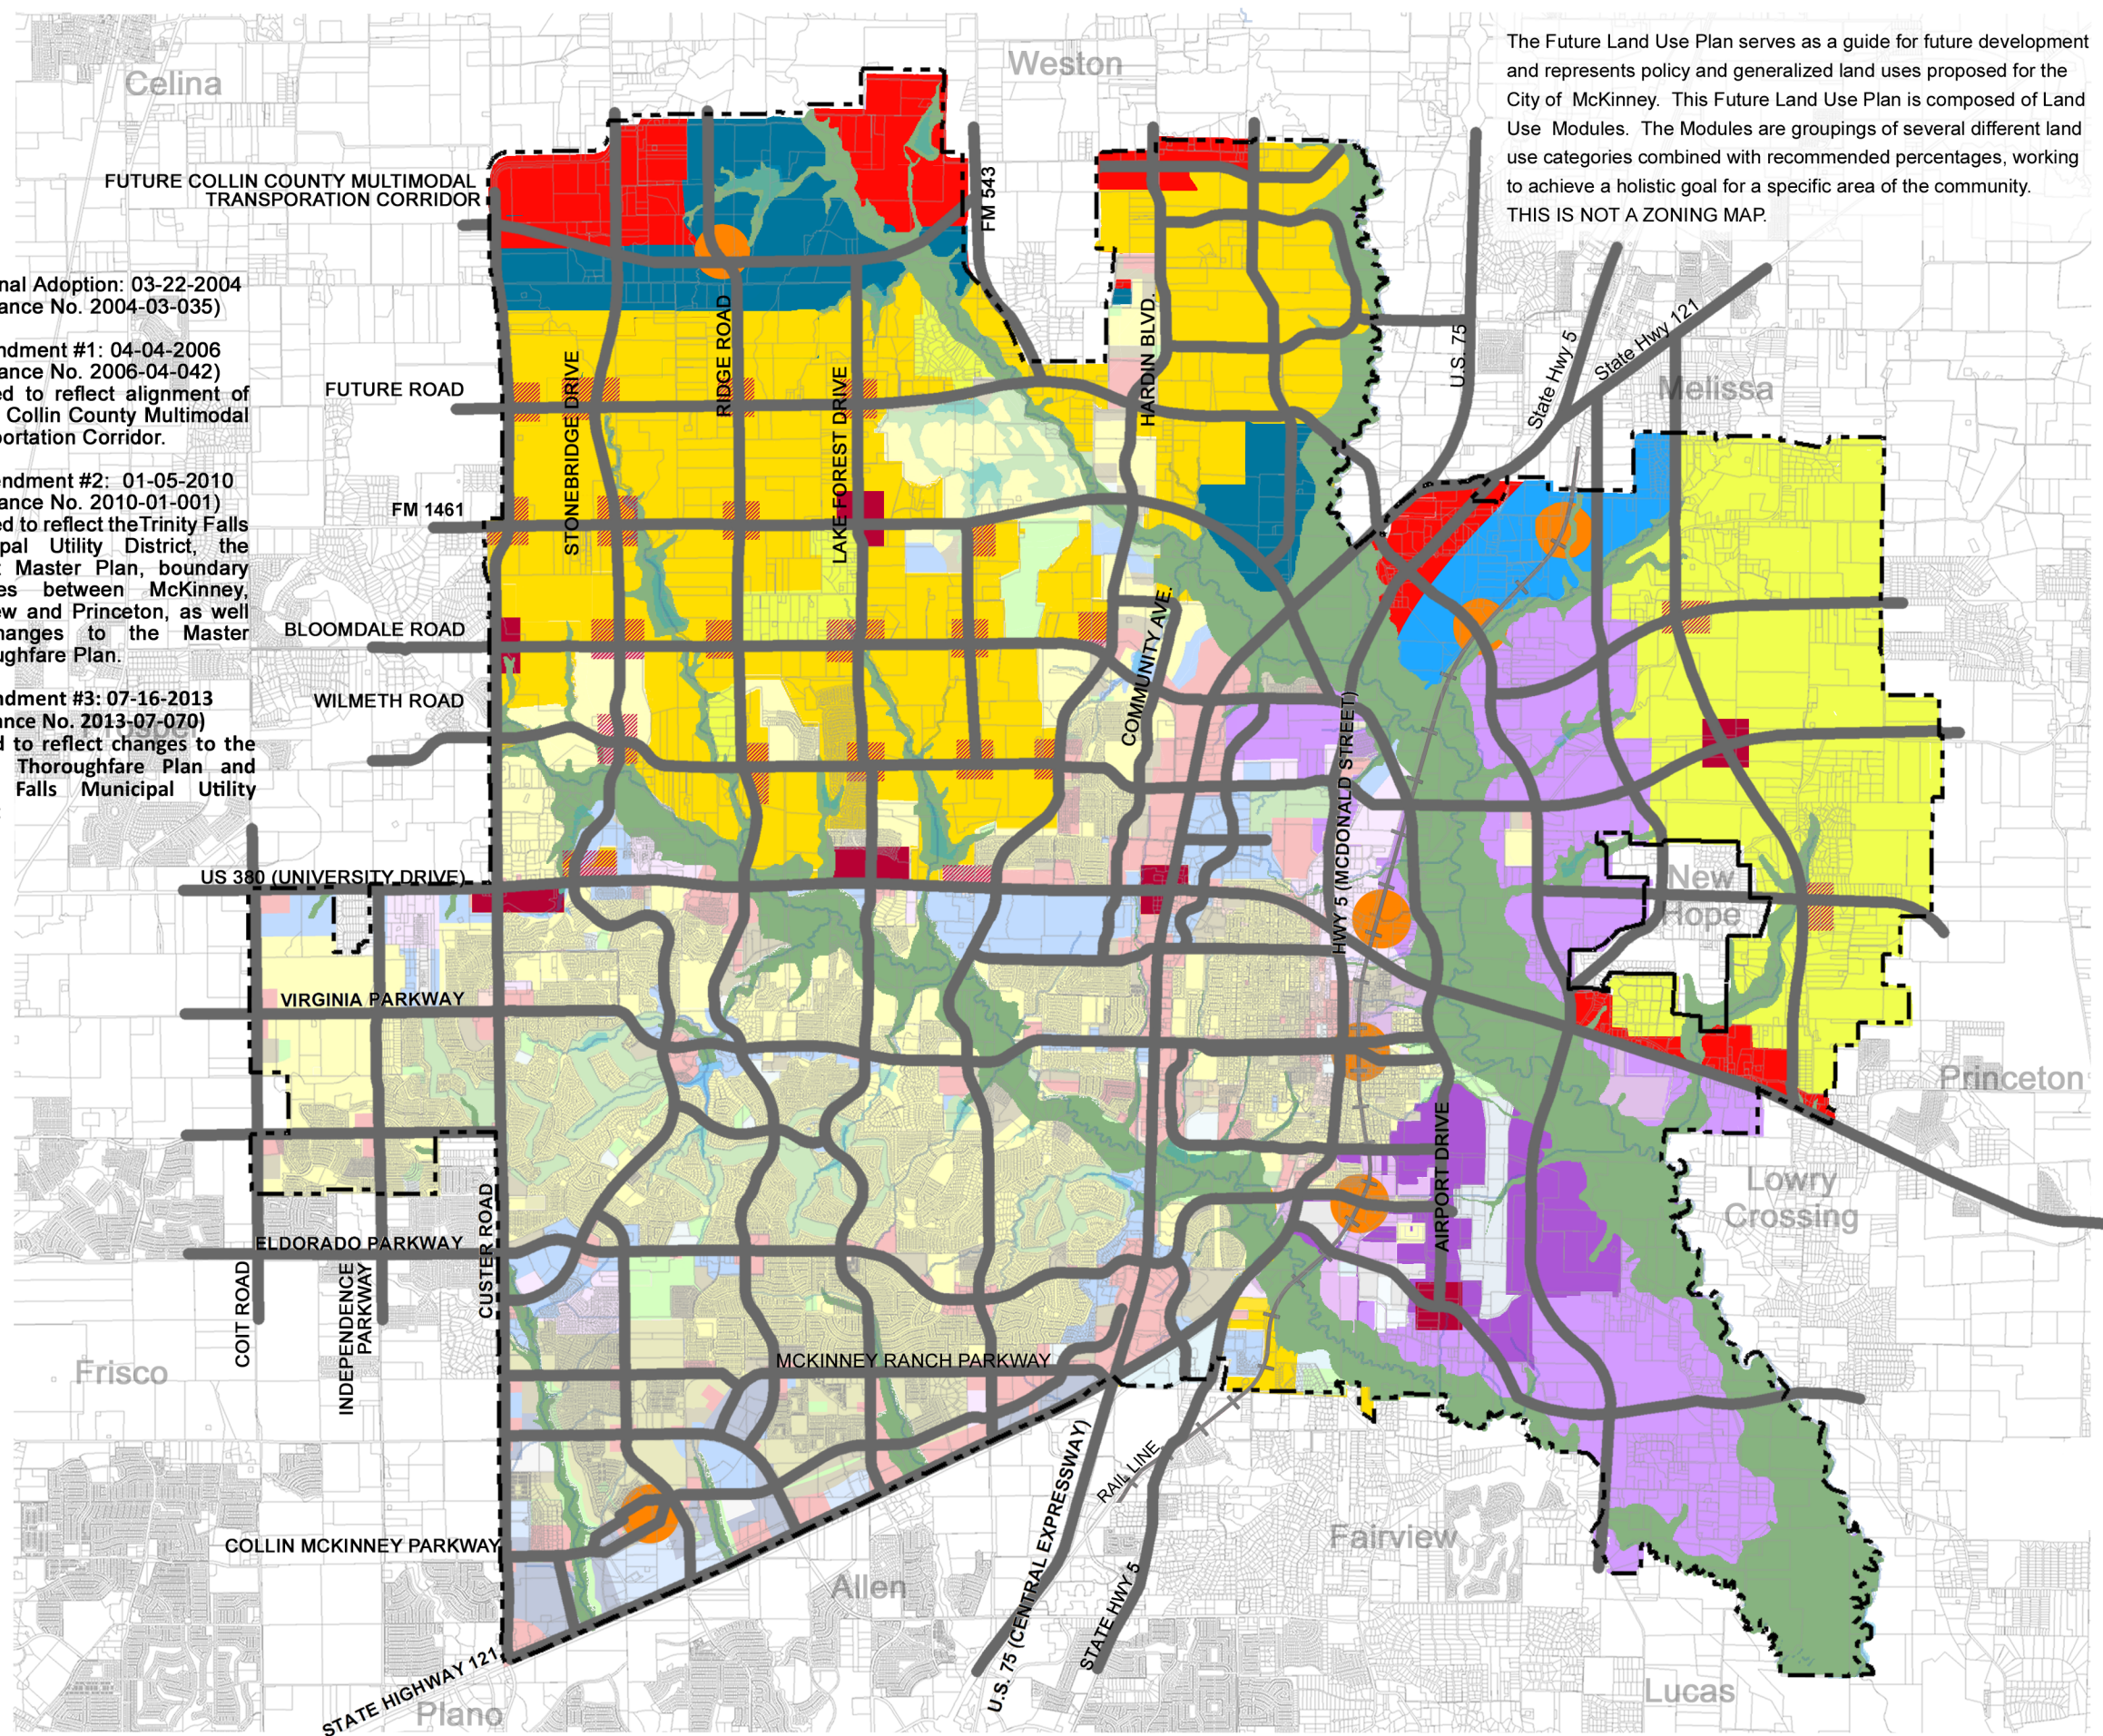 The Future Land Use Plan serves as a guide for future development
and represents policy and generalized land uses proposed for the
City of McKinney. This Future Land Use Plan is composed of Land
Use Modules. The Modules are groupings of several different land
use categories combined with recommended percentages, working
to achieve a holistic goal for a specific area of the community.
THIS IS NOT A ZONING MAP.
Celina
Weston
FUTURE COLLIN COUNTY MULTIMODAL
TRANSPORATION CORRIDOR
FM 543
nal Adoption: 03-22-2004
ance No. 2004-03-035)
ndment #1: 04-04-2006
ance No. 2006-04-042)
ed to reflect alignment of
Collin County Multimodal
portation Corridor.
endment #2: 01-05-2010
ance No. 2010-01-001)
ed to reflect the Trinity Falls
ipal Utility District, the
Master Plan, boundary
es between McKinney,
ew and Princeton, as well
hanges to the Master
ughfare Plan.
ndment #3: 07-16-2013
ance No. 2013-07-070)
d to reflect changes to the
Thoroughfare Plan and
Falls Municipal Utility
Prosper
FUTURE ROAD
FM 1461
BLOOMDALE ROAD
WILMETH ROAD
STONEBRIDGE DRIVE
RIDGE ROAD
LAKE FOREST DRIVE
HARDIN BLVD.
COMMUNITY AVE.
U.S. 75
State Hwy 5
State Hwy 121
Melissa
HWY 5 (MCDONALD STREET)
US 380 (UNIVERSITY DRIVE)
New
Hope
VIRGINIA PARKWAY
Princeton
AIRPORT DRIVE
Lowry
Crossing
ELDORADO PARKWAY
COIT ROAD
INDEPENDENCE
PARKWAY
CUSTER ROAD
MCKINNEY RANCH PARKWAY
Frisco
COLLIN MCKINNEY PARKWAY
RAIL LINE
U.S. 75 (CENTRAL EXPRESSWAY)
STATE HWY 5
Fairview
Allen
STATE HIGHWAY 121
Plano
Lucas